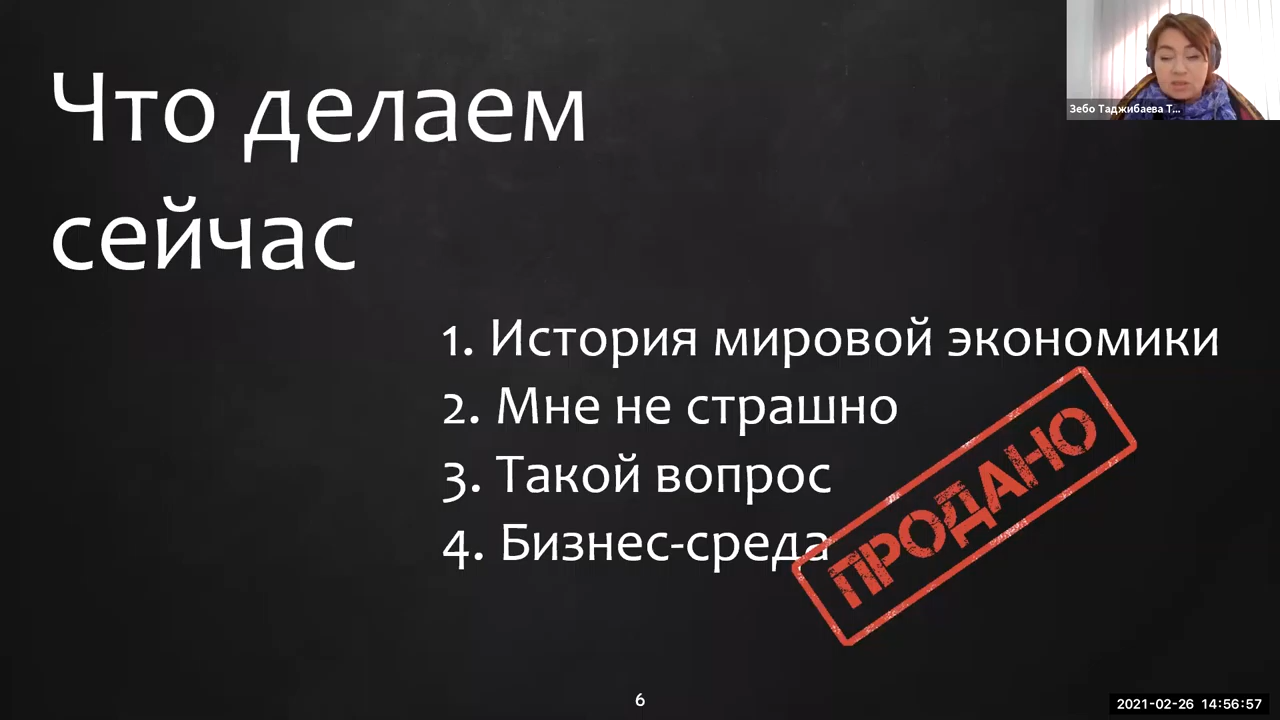 Что делаем
сейчас
Зебо Таджибаева Т...
1. История мировой экономики
2. Мне не страшно
3. Такой вопрос
4. Бизнес-среда
ПРОДАНО
6
2021-02-26 14:56:57